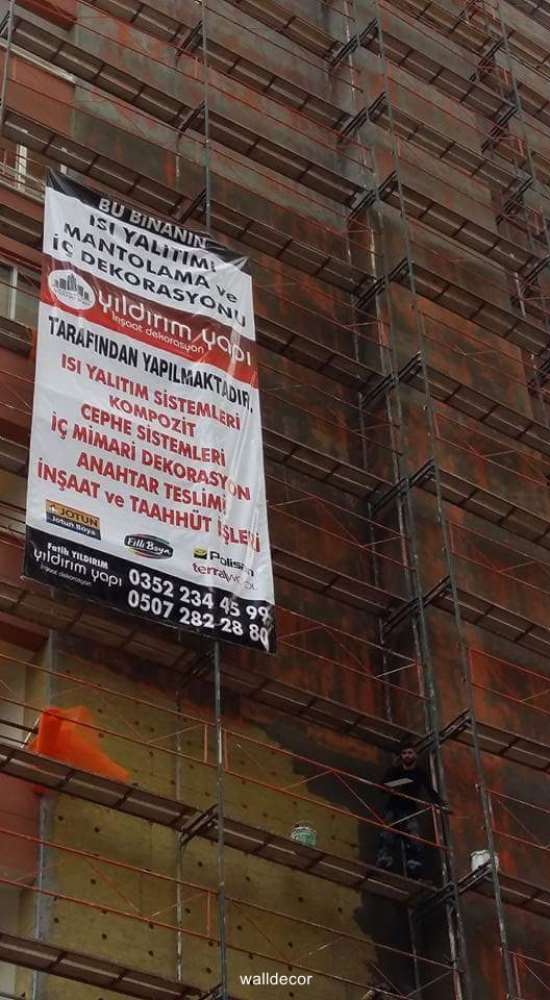 BU BİNANIN
ISI YALITIMI
MANTOLAMA ve
İÇ DEKORASYONU
yıldırım yapı
inşaat dekorasyon
TARAFINDAN YAPILMAKTADIR.
ISI YALITIM SİSTEMLERİ
KOMPOZİT
CEPHE SİSTEMLERİ
İÇ MİMARİ DEKORASYON
ANAHTAR TESLİMİ
İNŞAAT ve TAAHHÜT İŞLERİ
JOTUN
Jotun Boya
Filli Boya
Polisan
terrawool
Fatih YILDIRIM
yıldırım yapı
inşaat dekorasyon
0352 234 45 99
0507 282 28 80
walldecor